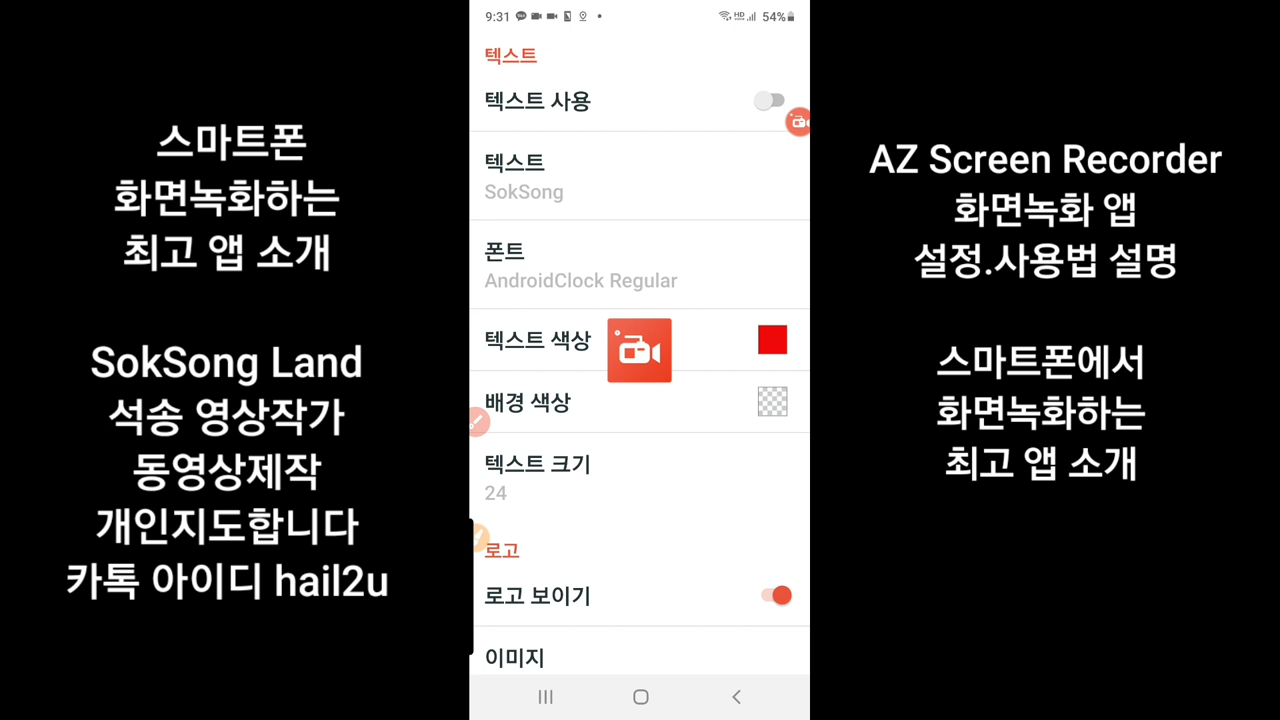 스마트폰
화면녹화하는
최고 앱 소개
SokSong Land
석송 영상작가
동영상제작
개인지도합니다
카톡 아이디 hail2u
9:31
HD
54%
텍스트
텍스트 사용
텍스트
SokSong
폰트
AndroidClock Regular
텍스트 색상
배경 색상
텍스트 크기
24
로고
로고 보이기
이미지
AZ Screen Recorder
화면녹화 앱
설정.사용법 설명
스마트폰에서
화면녹화하는
최고 앱 소개